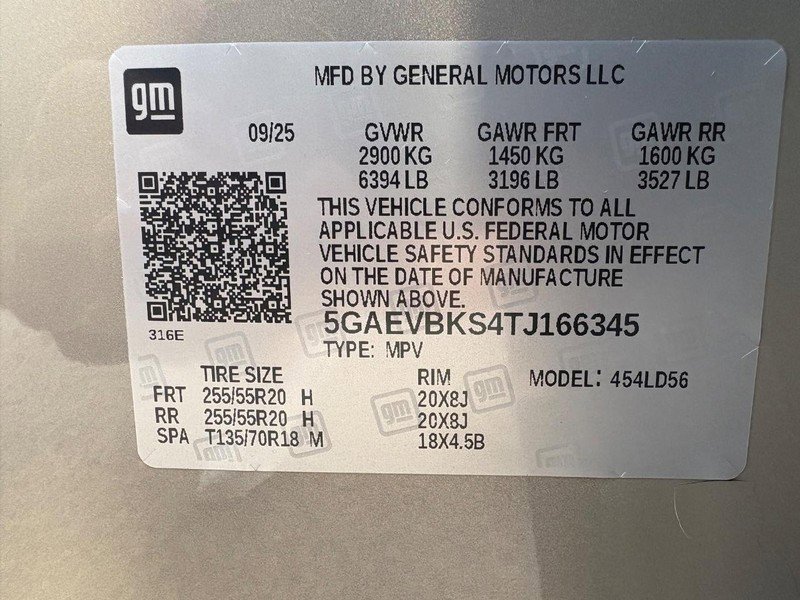 gm
MFD BY GENERAL MOTORS LLC
09/25 GVWR GAWR FRT GAWR RR
2900 KG 1450 KG 1600 KG
6394 LB 3196 LB 3527 LB
THIS VEHICLE CONFORMS TO ALL
APPLICABLE U.S. FEDERAL MOTOR
VEHICLE SAFETY STANDARDS IN EFFECT
ON THE DATE OF MANUFACTURE
SHOWN ABOVE.
316E
5GAEVBKS4TJ166345
TYPE: MPV
TIRE SIZE RIM MODEL: 454LD56
FRT 255/55R20 H 20X8J
RR 255/55R20 H 20X8J
SPA T135/70R18 M 18X4.5B